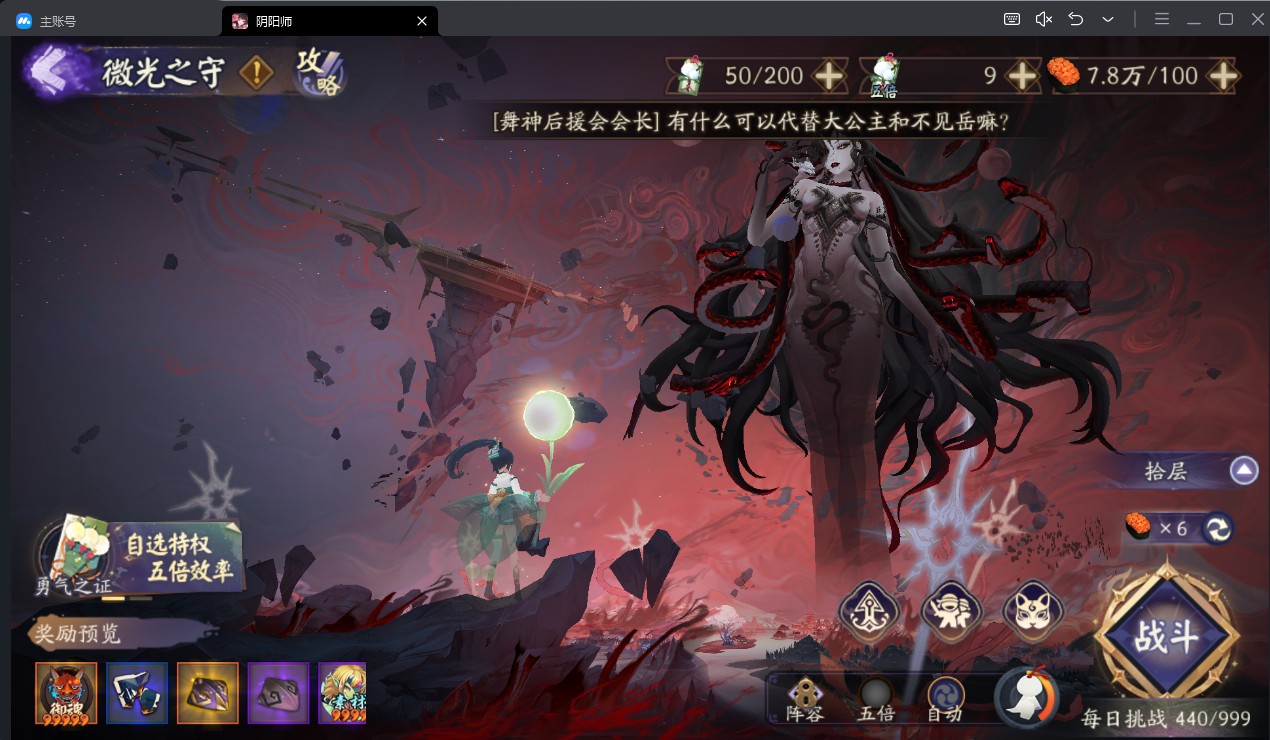 主账号
阴阳师
微光之守
攻略
50/200
五倍
9
7.8万/100
[舞神后援会会长] 有什么可以代替大公主和不见岳嘛?
拾层
×6
自选特权
五倍效率
勇气之证
奖励预览
御魂
99999
素材
999
战斗
阵容
五倍
自动
每日挑战 440/999